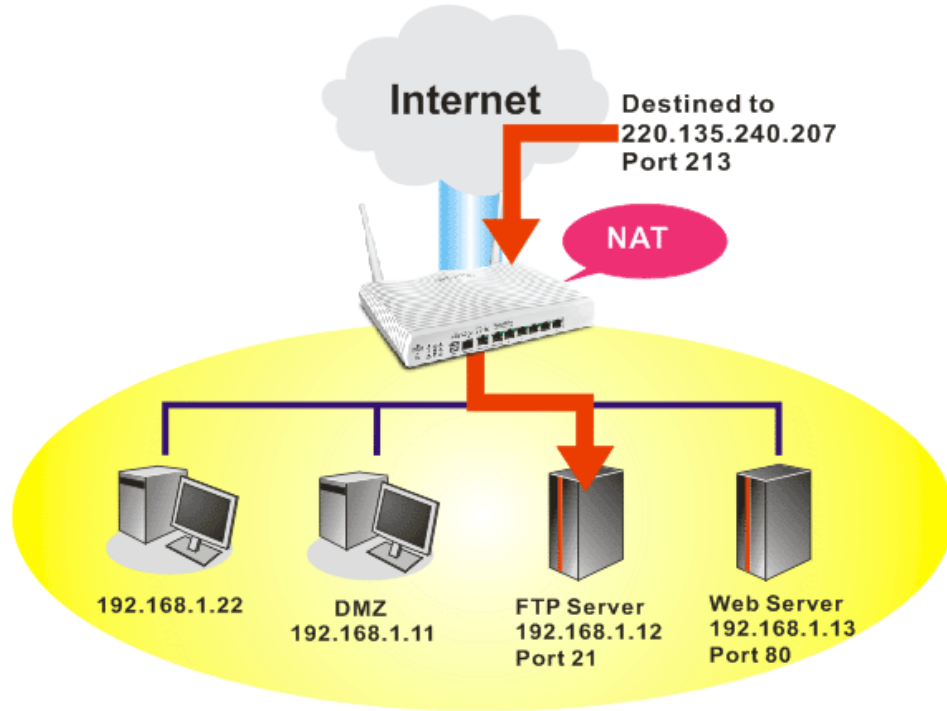 Internet
Destined to
220.135.240.207
Port 213
NAT
192.168.1.22
DMZ
192.168.1.11
FTP Server
192.168.1.12
Port 21
Web Server
192.168.1.13
Port 80